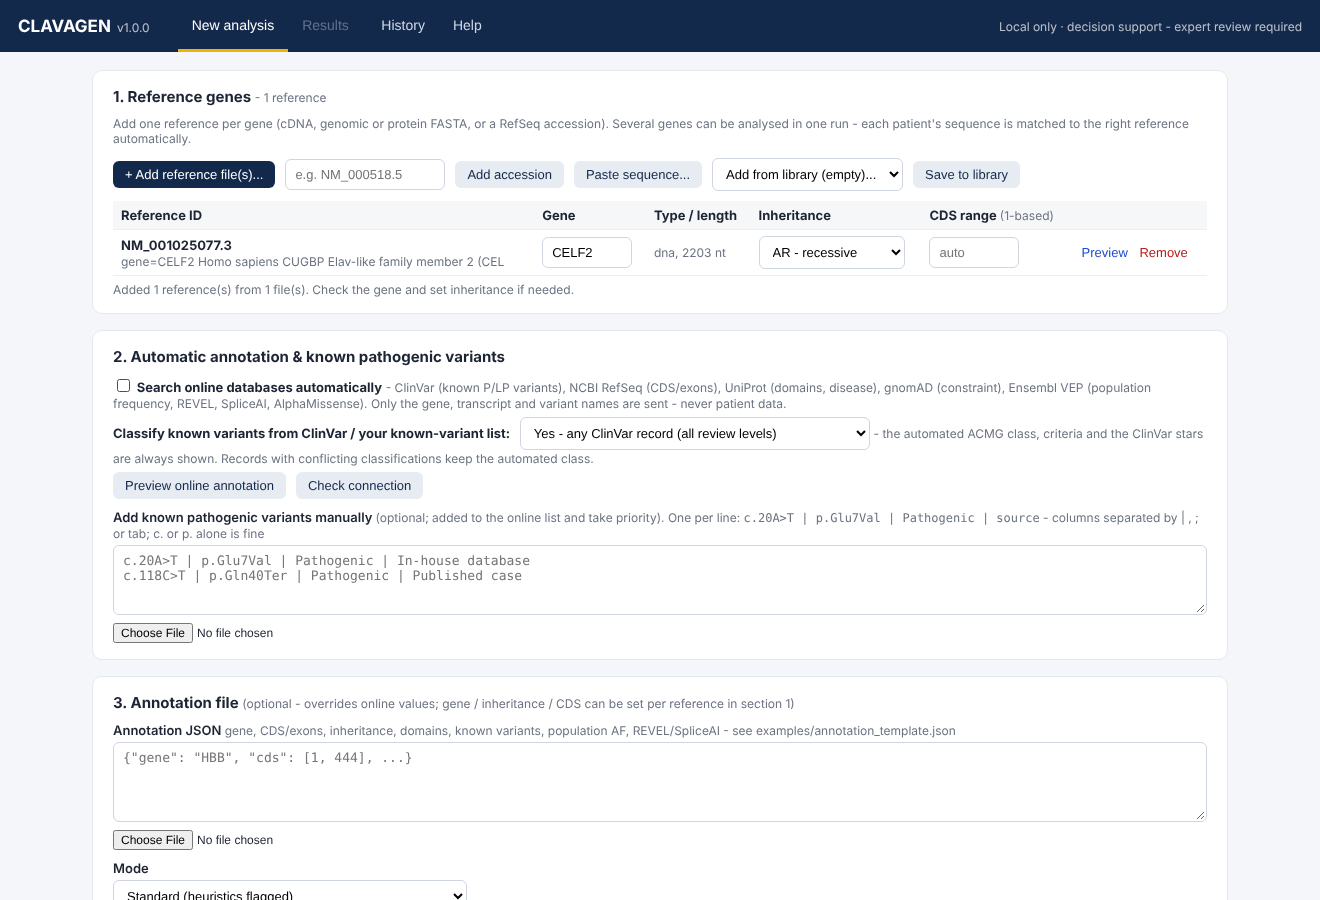 CLAVAGEN v1.0.0 New analysis Results History Help Local only · decision support - expert review required
1. Reference genes - 1 reference
Add one reference per gene (cDNA, genomic or protein FASTA, or a RefSeq accession). Several genes can be analysed in one run - each patient's sequence is matched to the right reference
automatically.
+ Add reference file(s)... e.g. NM_000518.5 Add accession Paste sequence... Add from library (empty)... Save to library
Reference ID Gene Type / length Inheritance CDS range (1-based)
NM_001025077.3
gene=CELF2 Homo sapiens CUGBP Elav-like family member 2 (CEL
CELF2 dna, 2203 nt AR - recessive auto Preview Remove
Added 1 reference(s) from 1 file(s). Check the gene and set inheritance if needed.
2. Automatic annotation & known pathogenic variants
Search online databases automatically - ClinVar (known P/LP variants), NCBI RefSeq (CDS/exons), UniProt (domains, disease), gnomAD (constraint), Ensembl VEP (population
frequency, REVEL, SpliceAI, AlphaMissense). Only the gene, transcript and variant names are sent - never patient data.
Classify known variants from ClinVar / your known-variant list: Yes - any ClinVar record (all review levels) - the automated ACMG class, criteria and the ClinVar stars
are always shown. Records with conflicting classifications keep the automated class.
Preview online annotation Check connection
Add known pathogenic variants manually (optional; added to the online list and take priority). One per line: c.20A>T | p.Glu7Val | Pathogenic | source - columns separated by | , ;
or tab; c. or p. alone is fine
c.20A>T | p.Glu7Val | Pathogenic | In-house database
c.118C>T | p.Gln40Ter | Pathogenic | Published case
Choose File No file chosen
3. Annotation file (optional - overrides online values; gene / inheritance / CDS can be set per reference in section 1)
Annotation JSON gene, CDS/exons, inheritance, domains, known variants, population AF, REVEL/SpliceAI - see examples/annotation_template.json
{"gene": "HBB", "cds": [1, 444], ...}
Choose File No file chosen
Mode
Standard (heuristics flagged)